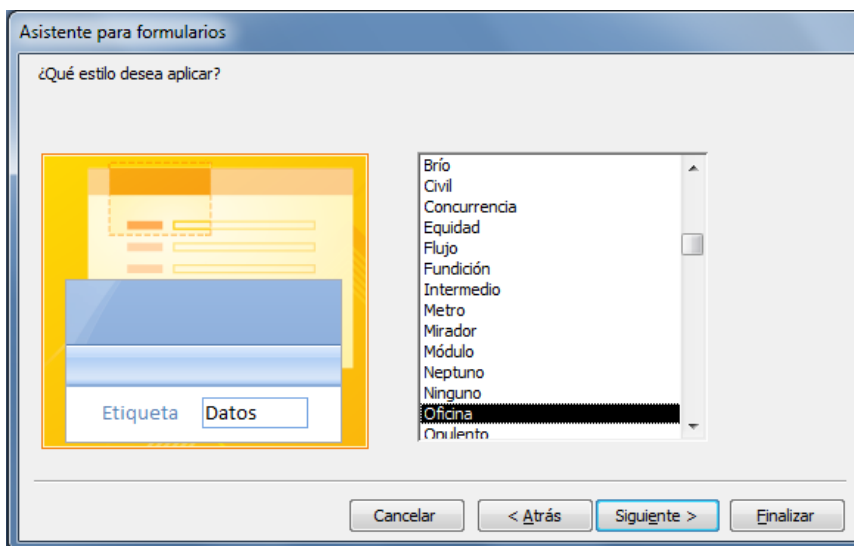 Asistente para formularios
¿Qué estilo desea aplicar?
Etiqueta Datos
Brío
Civil
Concurrencia
Equidad
Flujo
Fundición
Intermedio
Metro
Mirador
Módulo
Neptuno
Ninguno
Oficina
Opulento
Cancelar < Atrás Siguiente > Finalizar